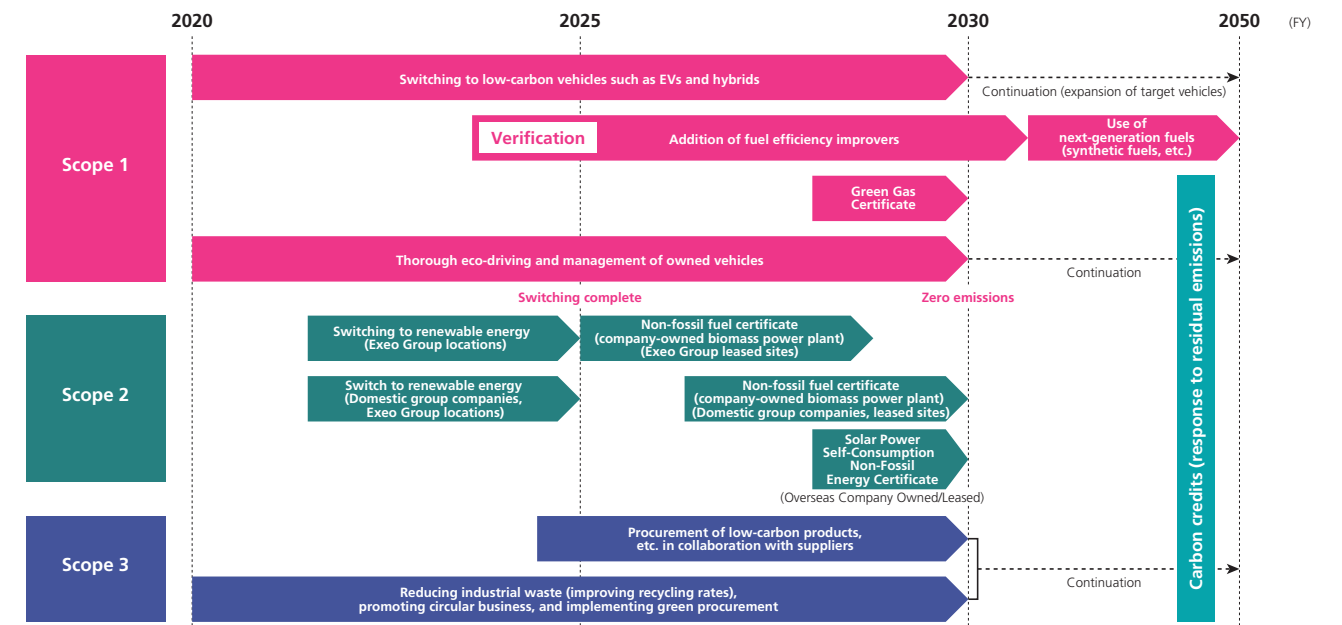 2020
2025
2030
2050
(FY)
Scope 1
Switching to low-carbon vehicles such as EVs and hybrids
Continuation (expansion of target vehicles)
Verification
Addition of fuel efficiency improvers
Use of
next-generation fuels
(synthetic fuels, etc.)
Green Gas
Certificate
Thorough eco-driving and management of owned vehicles
Continuation
Switching complete
Zero emissions
Scope 2
Switching to renewable energy
(Exeo Group locations)
Non-fossil fuel certificate
(company-owned biomass power plant)
(Exeo Group leased sites)
Switch to renewable energy
(Domestic group companies,
Exeo Group locations)
Non-fossil fuel certificate
(company-owned biomass power plant)
(Domestic group companies, leased sites)
Solar Power
Self-Consumption
Non-Fossil
Energy Certificate
(Overseas Company Owned/Leased)
Scope 3
Procurement of low-carbon products,
etc. in collaboration with suppliers
Reducing industrial waste (improving recycling rates),
promoting circular business, and implementing green procurement
Continuation
Carbon credits (response to residual emissions)